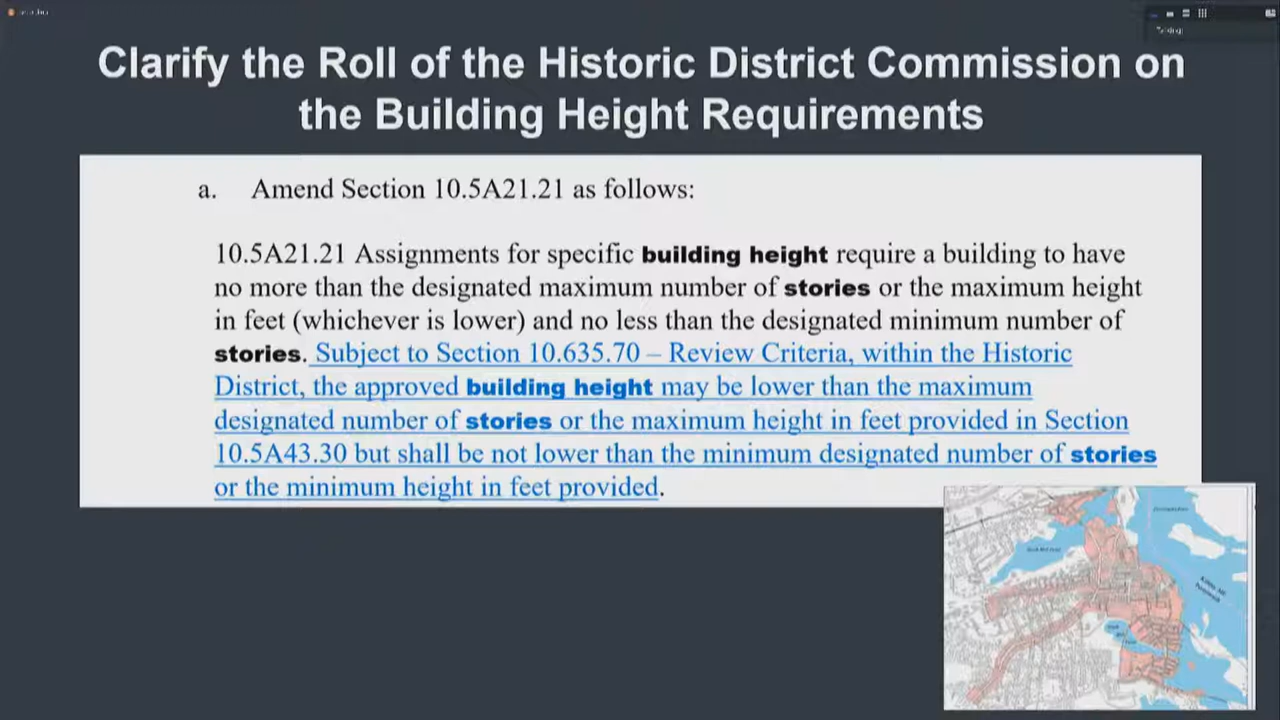 Clarify the Roll of the Historic District Commission on
the Building Height Requirements
a. Amend Section 10.5A21.21 as follows:
10.5A21.21 Assignments for specific building height require a building to have
no more than the designated maximum number of stories or the maximum height
in feet (whichever is lower) and no less than the designated minimum number of
stories. Subject to Section 10.635.70 – Review Criteria, within the Historic
District, the approved building height may be lower than the maximum
designated number of stories or the maximum height in feet provided in Section
10.5A43.30 but shall be not lower than the minimum designated number of stories
or the minimum height in feet provided.